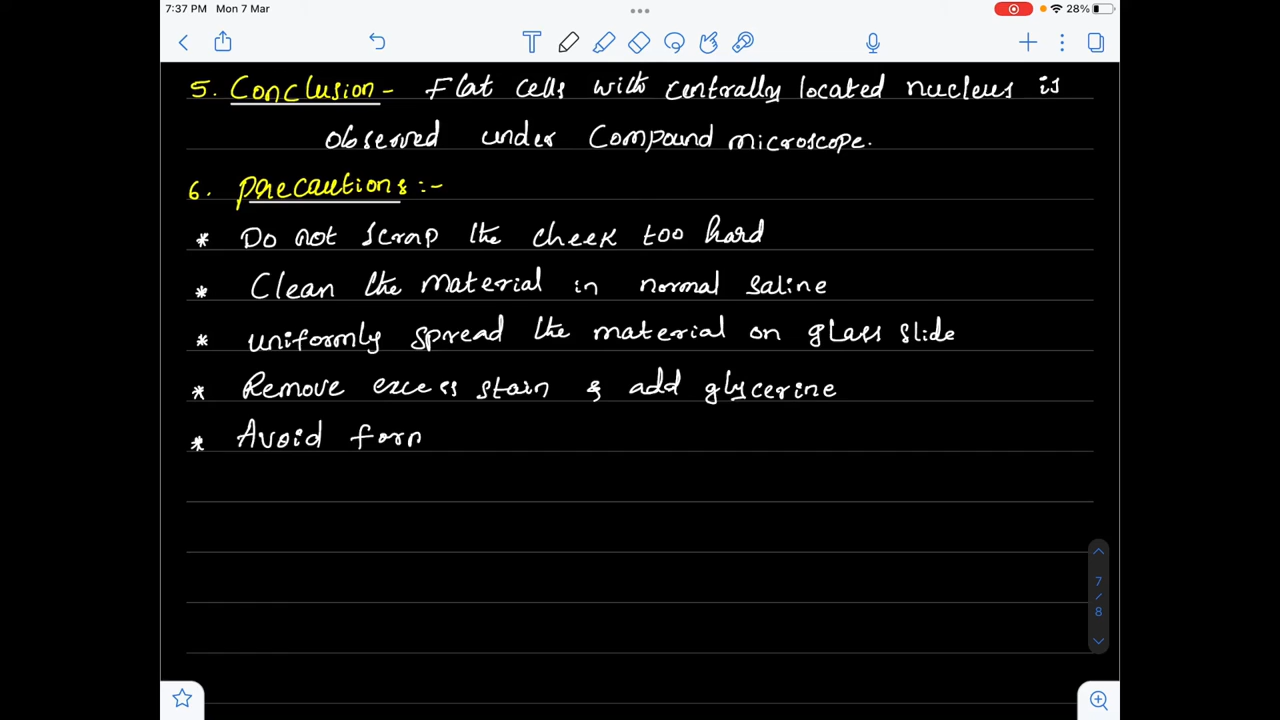 7:37 PM Mon 7 Mar
28%
5. Conclusion - Flat cells with centrally located nucleus is
observed under Compound microscope.
6. Precautions :-
* Do not scrap the cheek too hard
* Clean the material in normal saline
* uniformly spread the material on glass slide
* Remove excess stain & add glycerine
* Avoid form
7
/
8